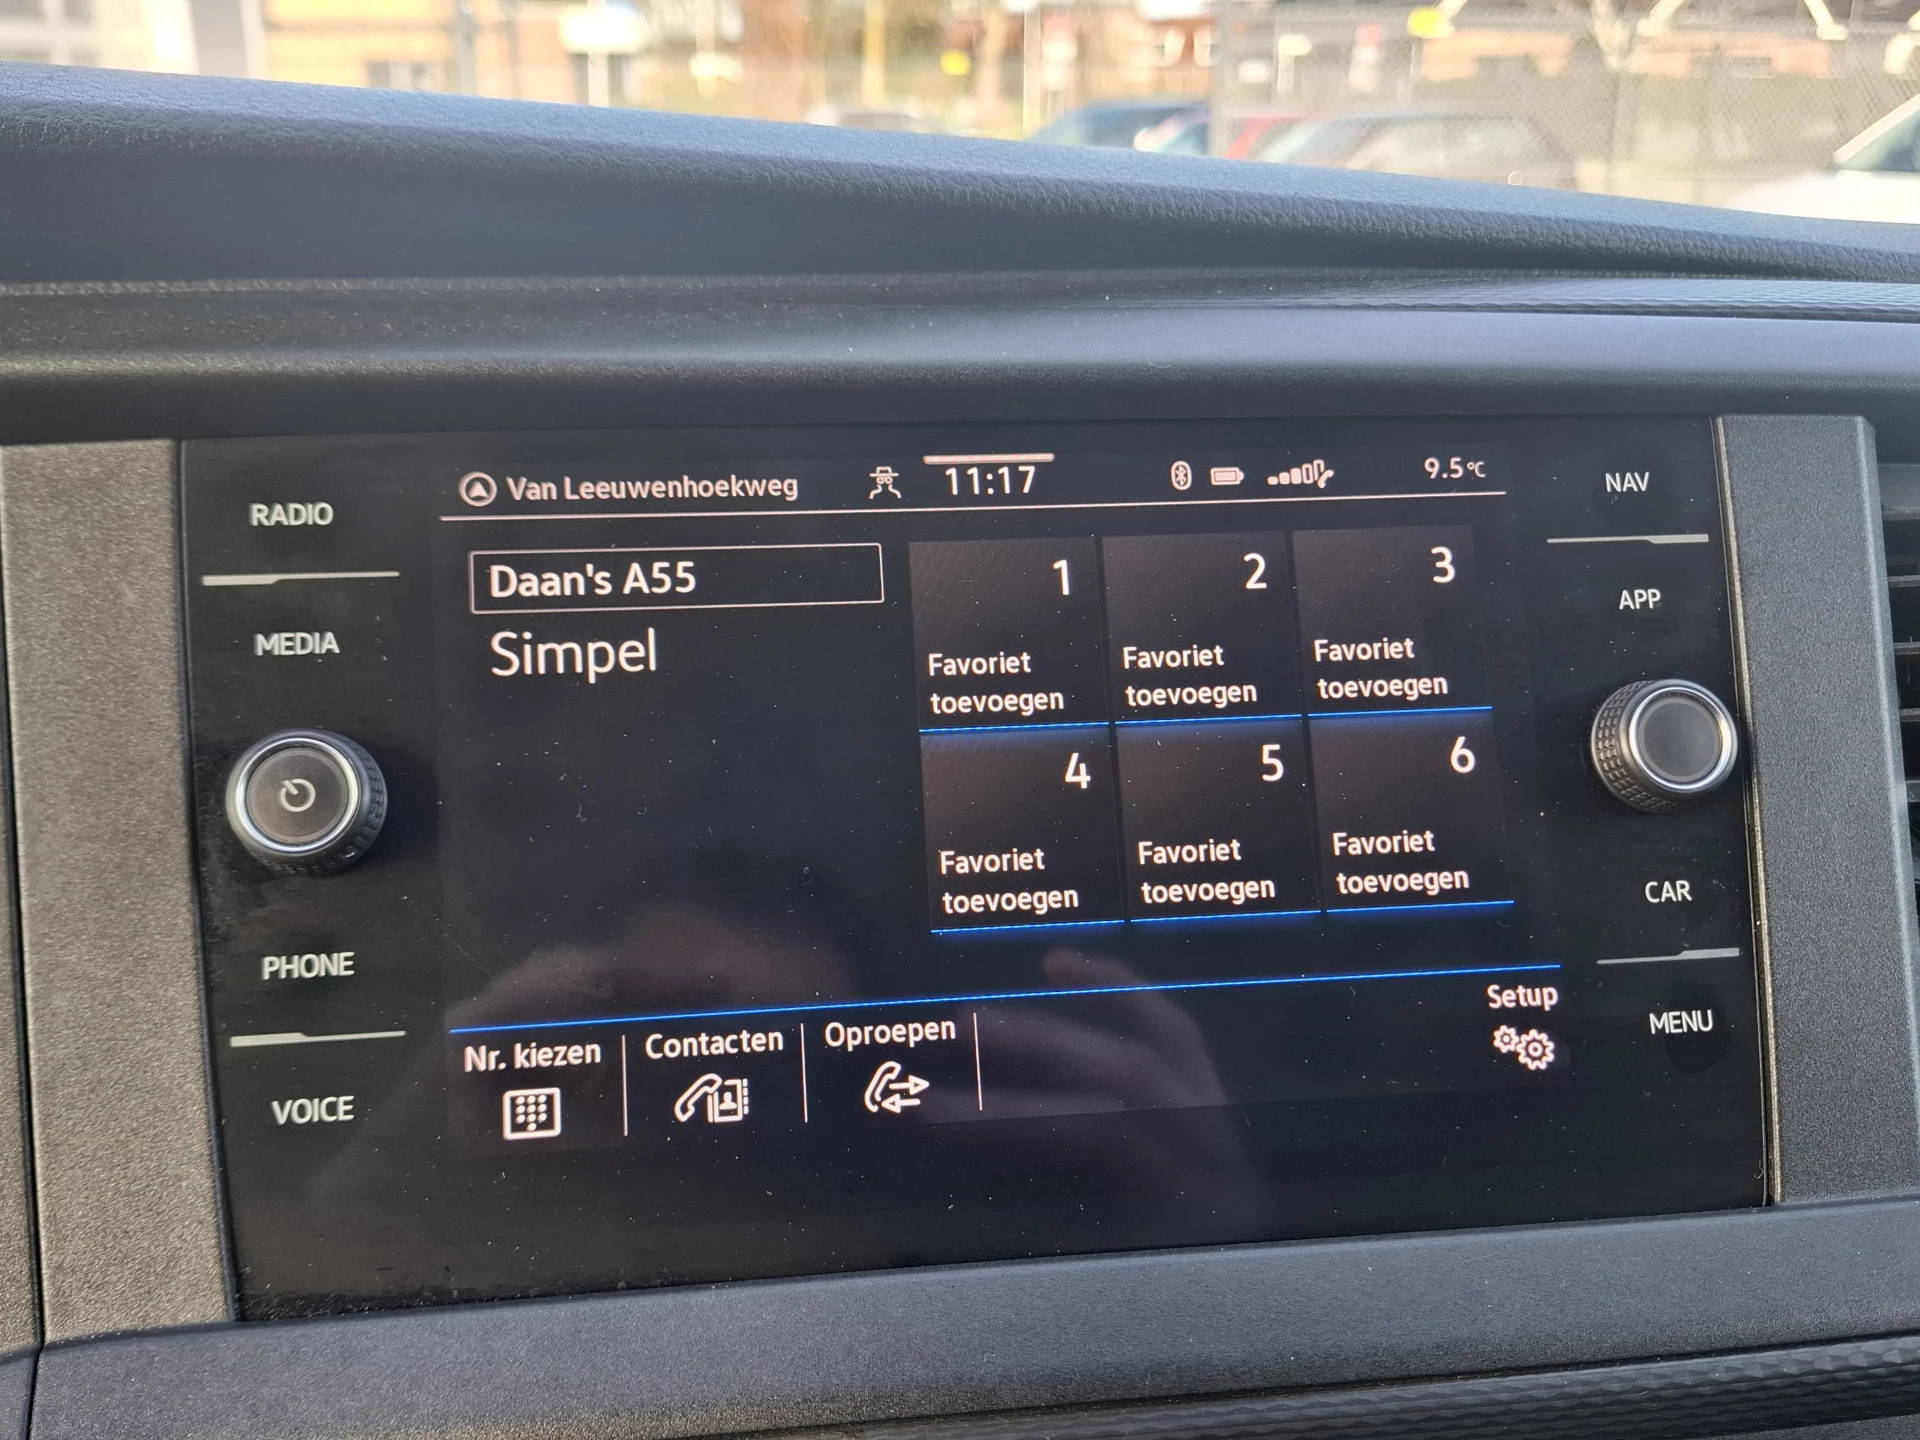 RADIO
MEDIA
PHONE
VOICE
Van Leeuwenhoekweg
11:17
9.5°C
Daan's A55
Simpel
1
Favoriet
toevoegen
2
Favoriet
toevoegen
3
Favoriet
toevoegen
4
Favoriet
toevoegen
5
Favoriet
toevoegen
6
Favoriet
toevoegen
Nr. kiezen
Contacten
Oproepen
Setup
NAV
APP
CAR
MENU